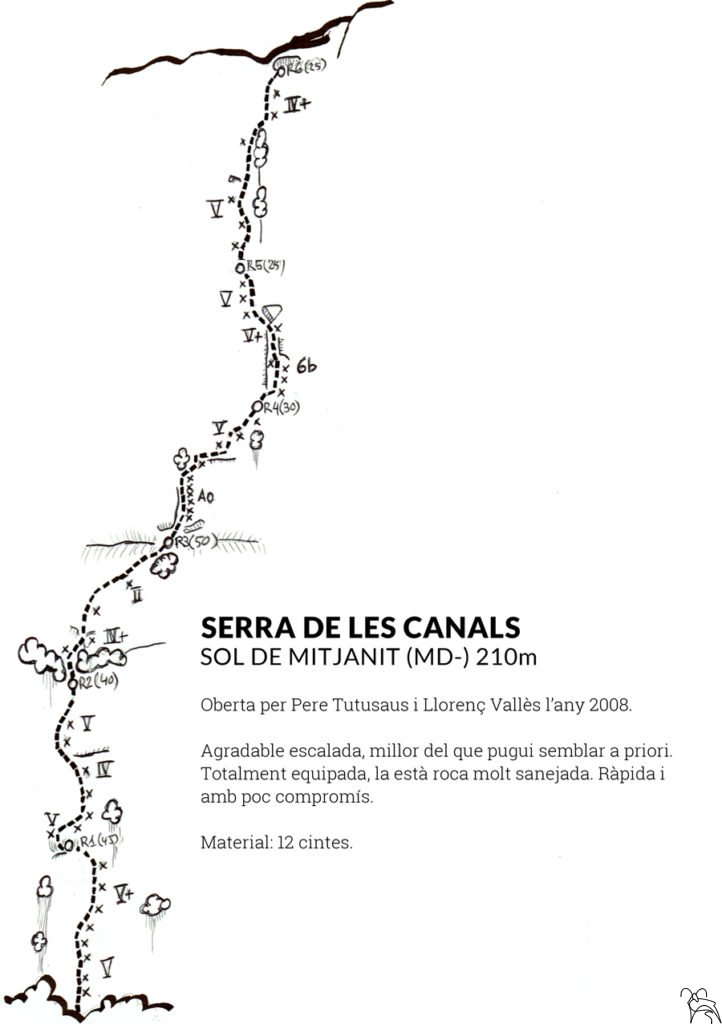 R6(25)
IV+
V
R5(25)
V
V+
6b
R4(30)
V
A0
R3(50)
II
IV+
R2(40)
V
IV
V
R1(45)
V+
V
SERRA DE LES CANALS
SOL DE MITJANIT (MD-) 210m
Oberta per Pere Tutusaus i Llorenç Vallès l'any 2008.
Agradable escalada, millor del que pugui semblar a priori.
Totalment equipada, la està roca molt sanejada. Ràpida i
amb poc compromís.
Material: 12 cintes.